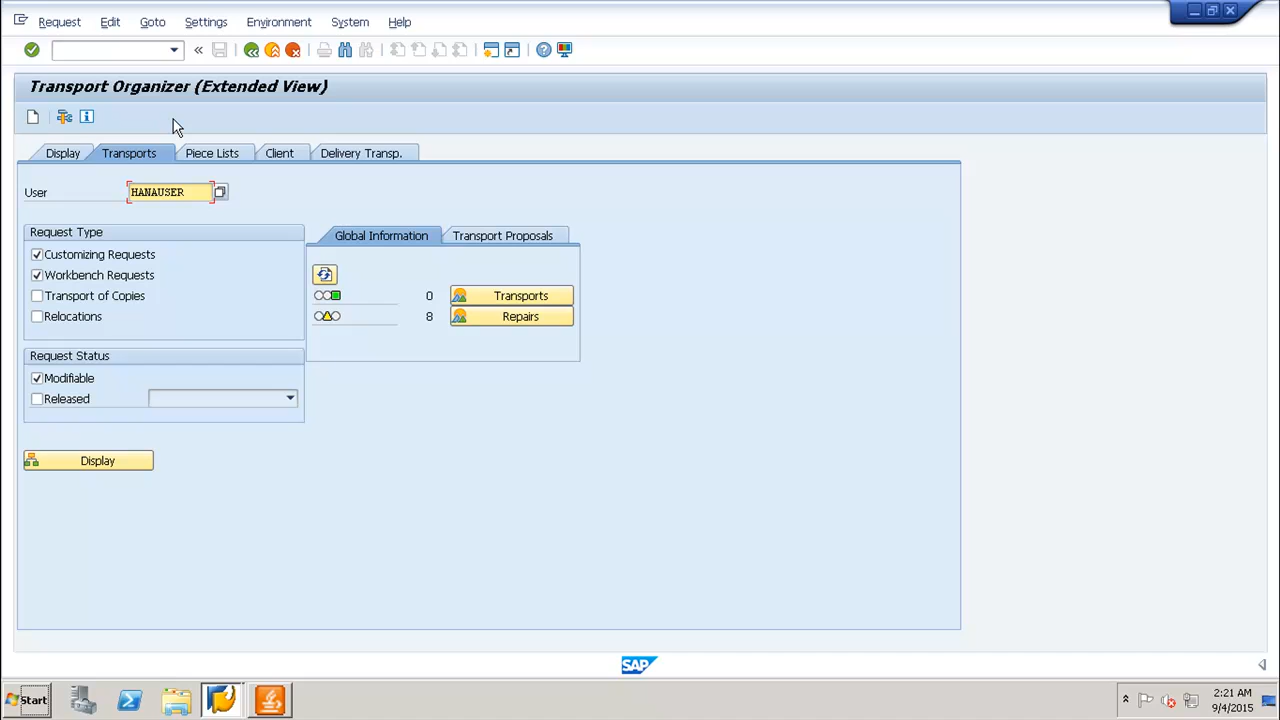 Request Edit Goto Settings Environment System Help
Transport Organizer (Extended View)
Display Transports Piece Lists Client Delivery Transp.
User HANAUSER
Request Type
Customizing Requests
Workbench Requests
Transport of Copies
Relocations
Global Information Transport Proposals
0 Transports
8 Repairs
Request Status
Modifiable
Released
Display
SAP
Start
2:21 AM
9/4/2015